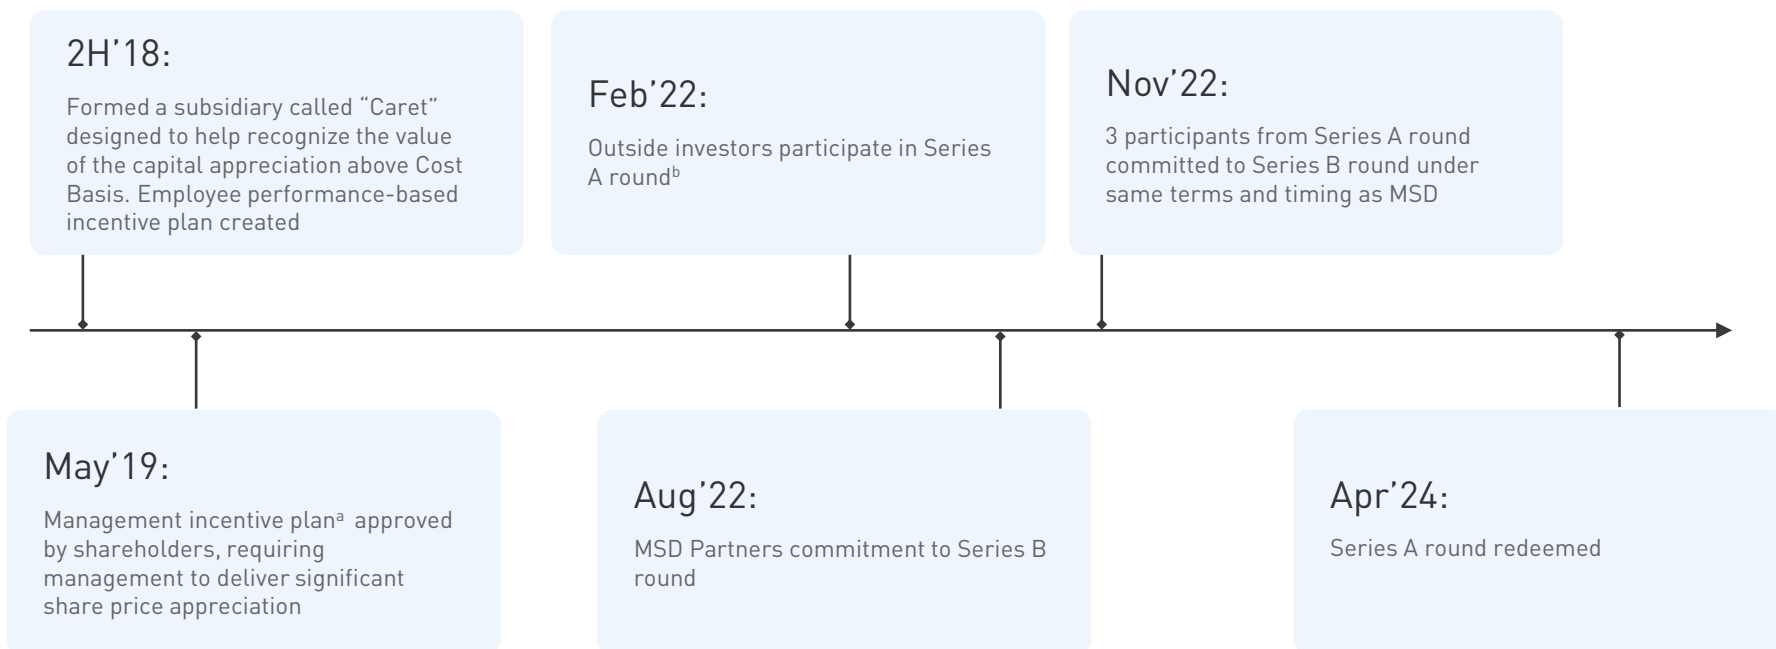 2H’18:
Formed a subsidiary called “Caret”
designed to help recognize the value
of the capital appreciation above Cost
Basis. Employee performance-based
incentive plan created
Feb’22:
Outside investors participate in Series
A roundᵇ
Nov’22:
3 participants from Series A round
committed to Series B round under
same terms and timing as MSD
May’19:
Management incentive planᵃ approved
by shareholders, requiring
management to deliver significant
share price appreciation
Aug’22:
MSD Partners commitment to Series B
round
Apr’24:
Series A round redeemed